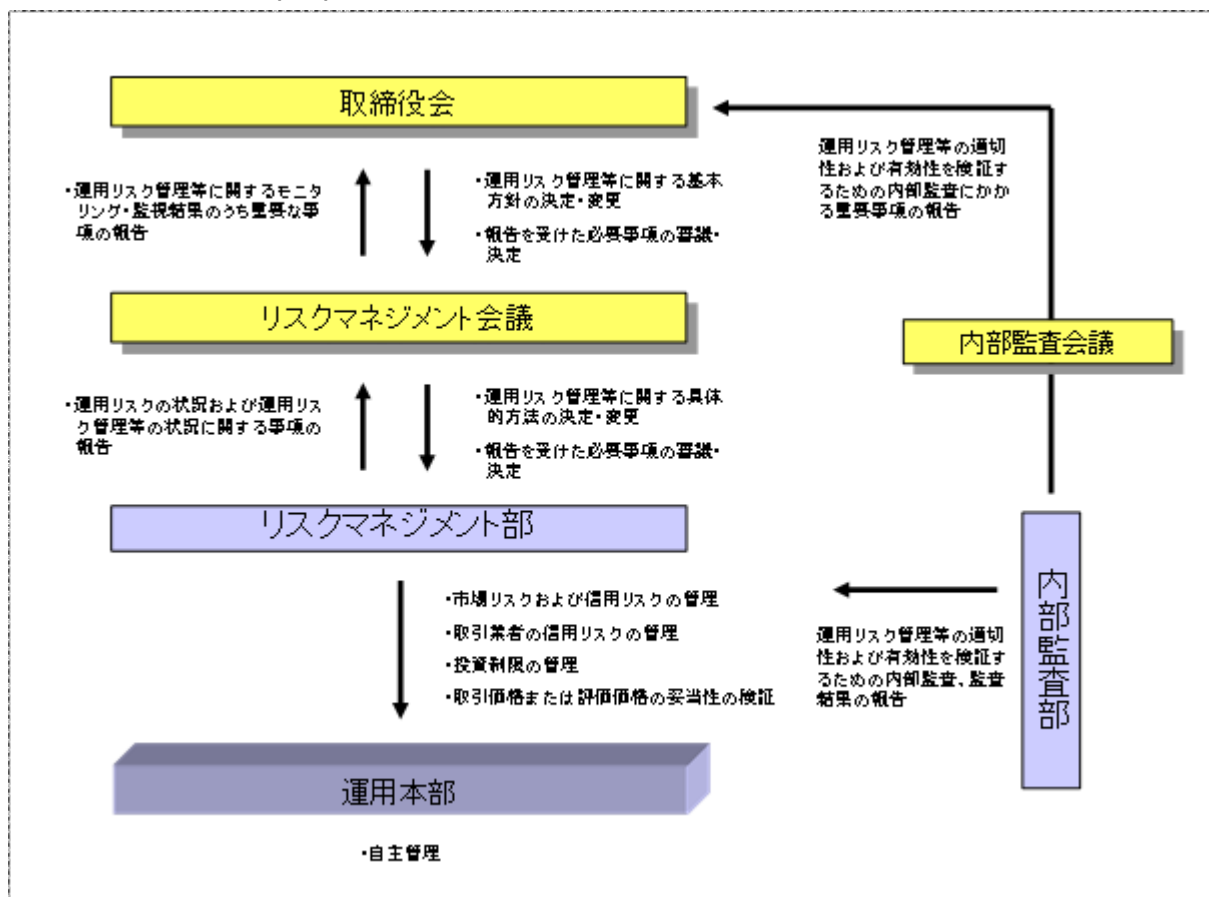 取締役会
・運用リスク管理等に関するモニ
タリング・監視結果のうち重要な事
項の報告
・運用リスク管理等に関する基本
方針の決定・変更
・報告を受けた必要事項の審議・
決定
運用リスク管理等の適切
性および有効性を検証す
るための内部監査にかか
る重要事項の報告
リスクマネジメント会議
内部監査会議
・運用リスクの状況および運用リス
ク管理等の状況に関する事項の
報告
・運用リスク管理等に関する具体
的方法の決定・変更
・報告を受けた必要事項の審議・
決定
リスクマネジメント部
・市場リスクおよび信用リスクの管理
・取引業者の信用リスクの管理
・投資制限の管理
・取引価格または評価価格の妥当性の検証
運用リスク管理等の適切
性および有効性を検証す
るための内部監査、監査
結果の報告
内部監査部
運用本部
・自主管理